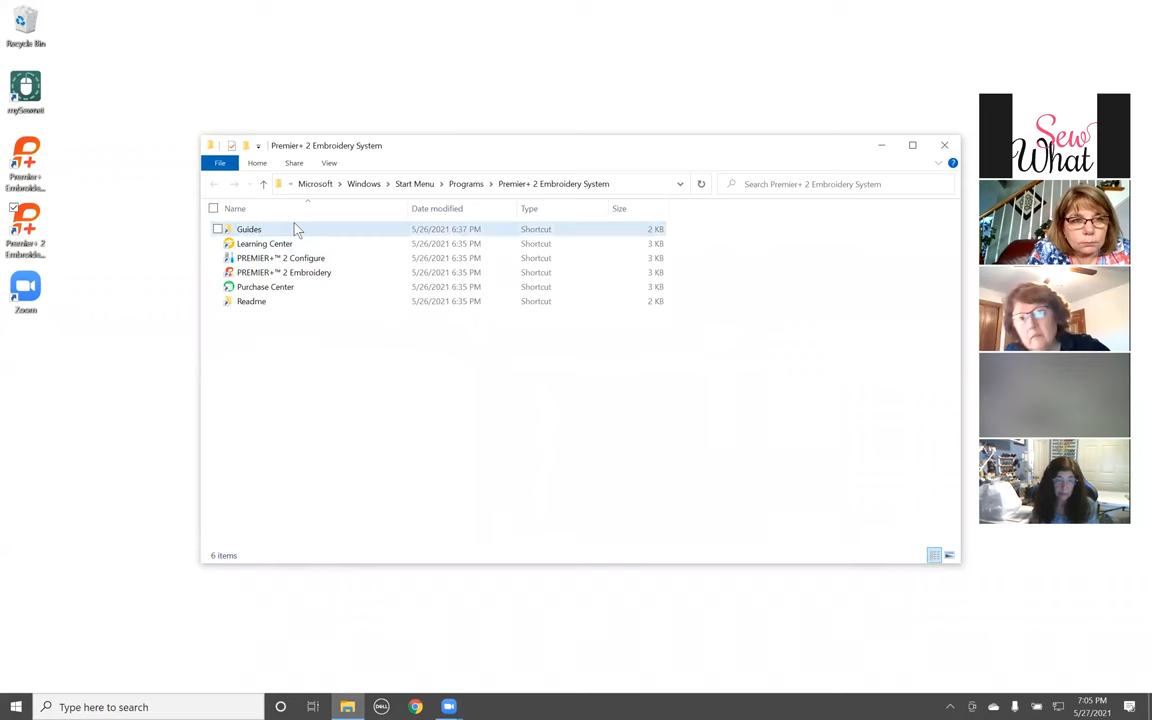 Recycle Bin
mySewnet
Premier+
Embroide...
Premier+ 2
Embroide...
Zoom
Premier+ 2 Embroidery System
File Home Share View
Microsoft Windows Start Menu Programs Premier+ 2 Embroidery System
Search Premier+ 2 Embroidery System
Name Date modified Type Size
Guides 5/26/2021 6:37 PM Shortcut 2 KB
Learning Center 5/26/2021 6:35 PM Shortcut 3 KB
PREMIER+™ 2 Configure 5/26/2021 6:35 PM Shortcut 3 KB
PREMIER+™ 2 Embroidery 5/26/2021 6:35 PM Shortcut 3 KB
Purchase Center 5/26/2021 6:35 PM Shortcut 3 KB
Readme 5/26/2021 6:35 PM Shortcut 2 KB
6 items
Sew
What
Type here to search
DELL
7:05 PM
5/27/2021